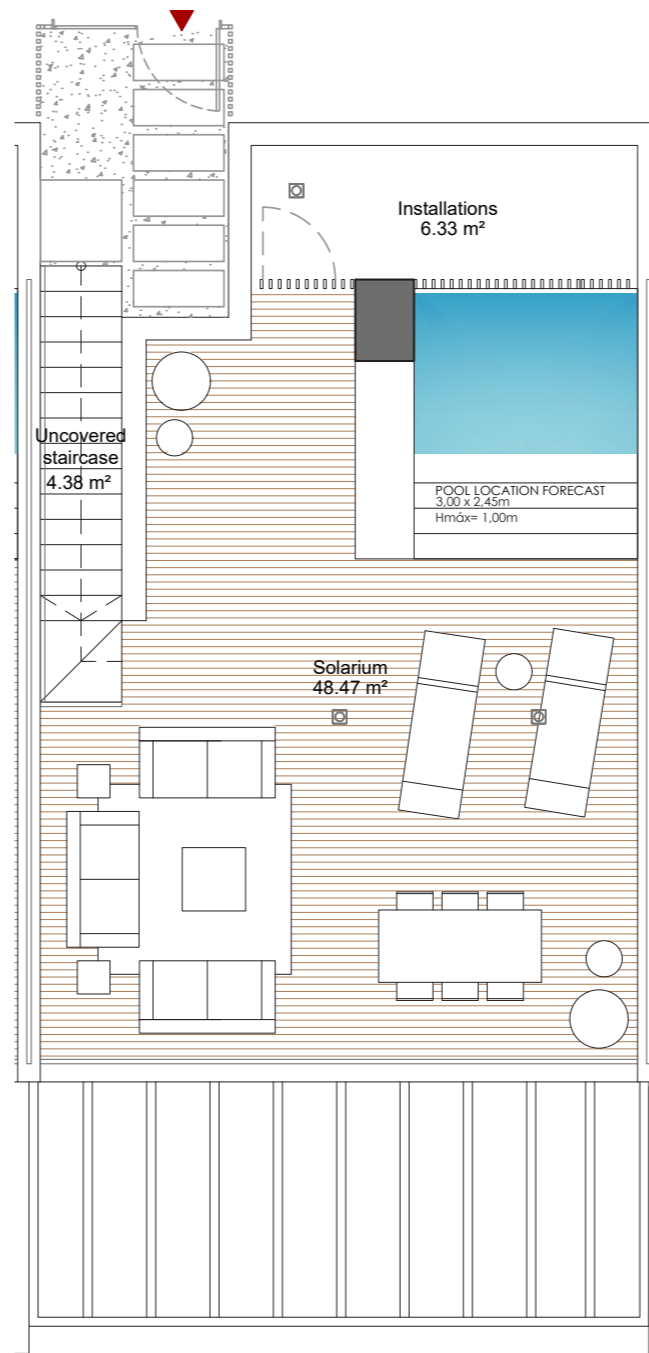 Installations
6.33 m²
Uncovered
staircase
4.38 m²
POOL LOCATION FORECAST
3,00 x 2,45m
Hmáx= 1,00m
Solarium
48.47 m²